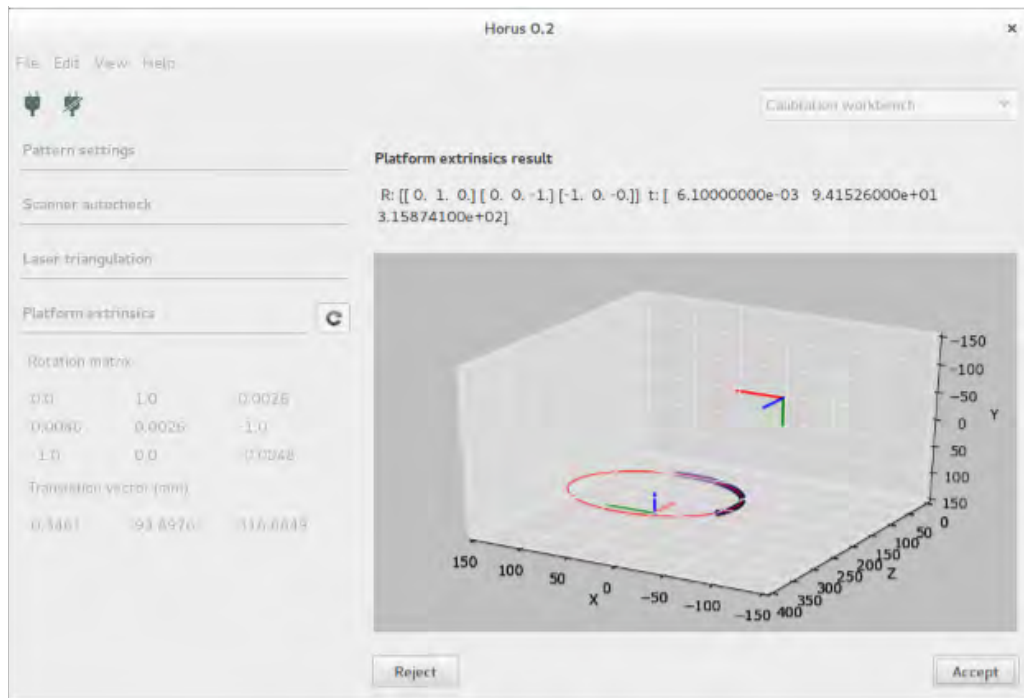 Horus 0.2
File Edit View Help
Calibration workbench
Pattern settings
Platform extrinsics result
R: [[ 0. 1. 0.] [ 0. 0. -1.] [-1. 0. -0.]] t: [ 6.10000000e-03 9.41526000e+01
3.15874100e+02]
Scanner autocheck
Laser triangulation
Platform extrinsics
Rotation matrix
0.0 1.0 0.0026
0.0026 -1.0
-1.0 0.0
Translation vector (mm)
-150
-100
-50
0
50
100
150
Y
150 100 50 0 -50 -100 -150
X
400 350 300 250 200 150 100 50 0
Z
Reject
Accept